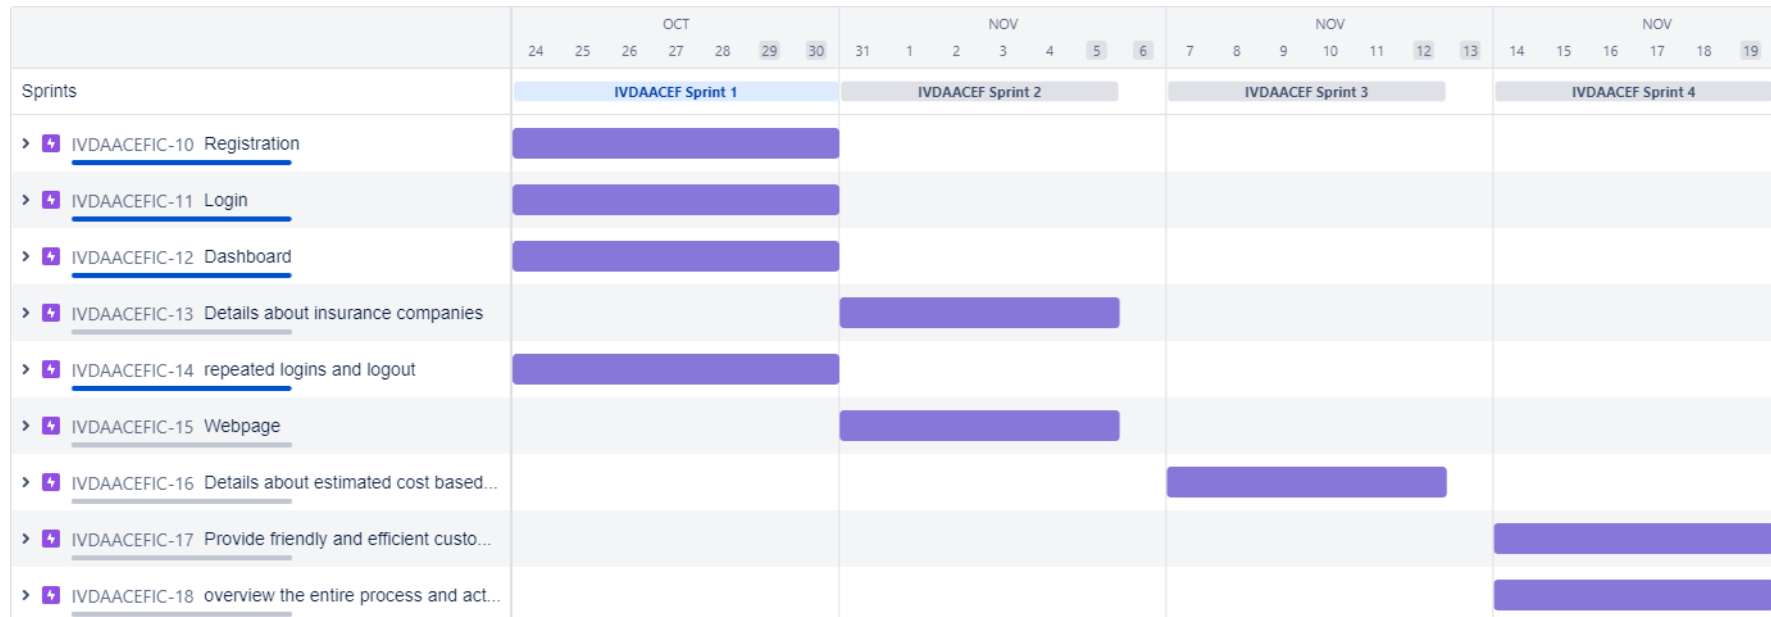 OCT NOV NOV NOV
24 25 26 27 28 29 30 31 1 2 3 4 5 6 7 8 9 10 11 12 13 14 15 16 17 18 19
Sprints IVDAACEF Sprint 1 IVDAACEF Sprint 2 IVDAACEF Sprint 3 IVDAACEF Sprint 4
IVDAACEFIC-10 Registration
IVDAACEFIC-11 Login
IVDAACEFIC-12 Dashboard
IVDAACEFIC-13 Details about insurance companies
IVDAACEFIC-14 repeated logins and logout
IVDAACEFIC-15 Webpage
IVDAACEFIC-16 Details about estimated cost based...
IVDAACEFIC-17 Provide friendly and efficient custo...
IVDAACEFIC-18 overview the entire process and act...